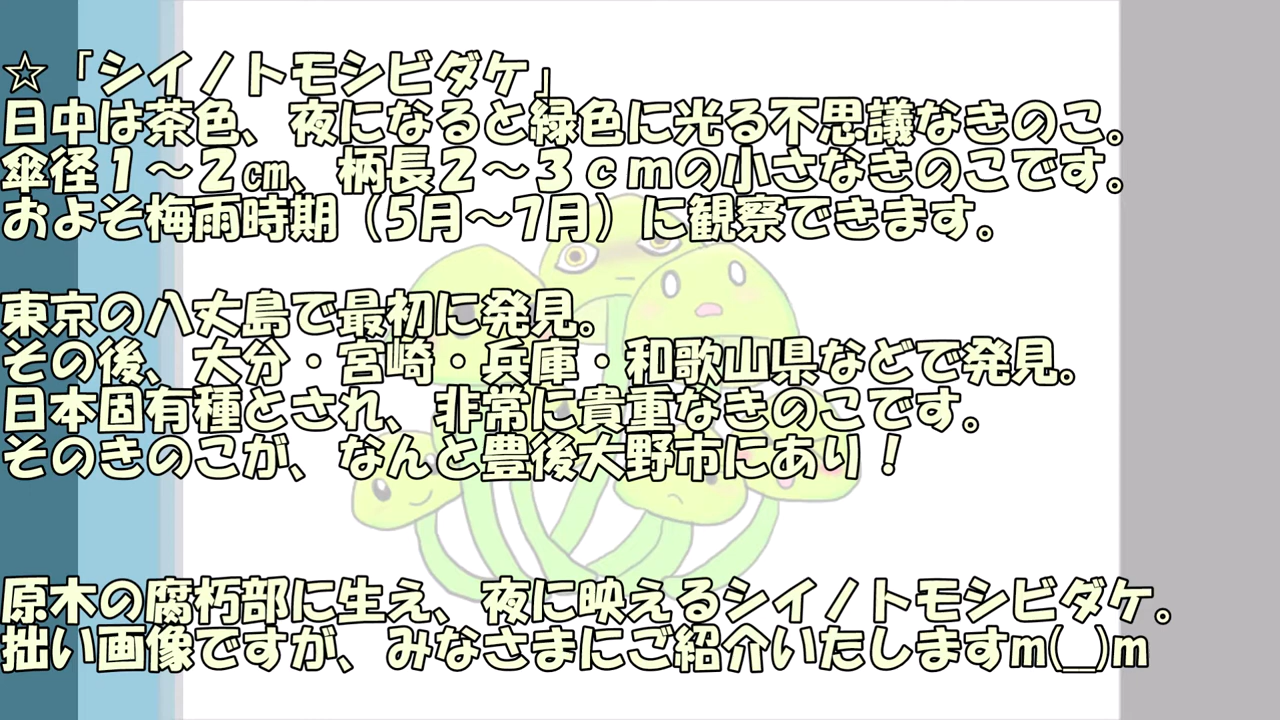 ☆「シイノトモシビダケ」
日中は茶色、夜になると緑色に光る不思議なきのこ。
傘径１～２㎝、柄長２～３ｃｍの小さなきのこです。
およそ梅雨時期（5月～7月）に観察できます。
東京の八丈島で最初に発見。
その後、大分・宮崎・兵庫・和歌山県などで発見。
日本固有種とされ、非常に貴重なきのこです。
そのきのこが、なんと豊後大野市にあり！
原木の腐朽部に生え、夜に映えるシイノトモシビダケ。
拙い画像ですが、みなさまにご紹介いたしますm(__)m